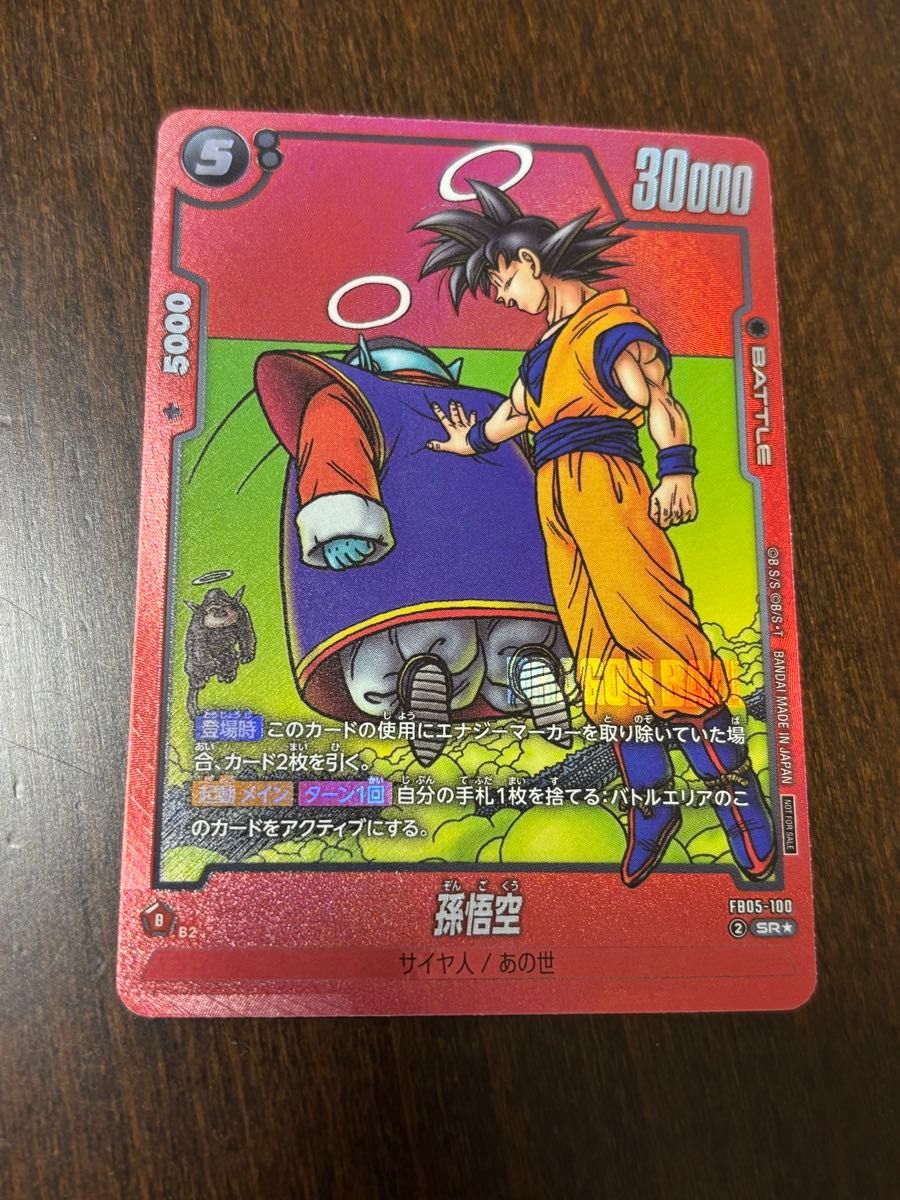 5
30000
5000
BATTLE
©B.S/S ©B/S・T BANDAI MADE IN JAPAN
NOT FOR SALE
登場時 このカードの使用にエナジーマーカーを取り除いていた場
合、カード2枚を引く。
起動 メイン ターン1回 自分の手札1枚を捨てる:バトルエリアのこ
のカードをアクティブにする。
孫悟空
FB05-100
B
B2
2 SR★
サイヤ人 / あの世